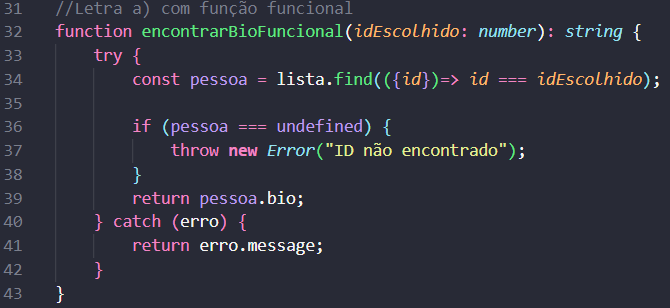 31 //Letra a) com função funcional
32 function encontrarBioFuncional(idEscolhido: number): string {
33 try {
34 const pessoa = lista.find(({id})=> id === idEscolhido);
35
36 if (pessoa === undefined) {
37 throw new Error("ID não encontrado");
38 }
39 return pessoa.bio;
40 } catch (erro) {
41 return erro.message;
42 }
43 }